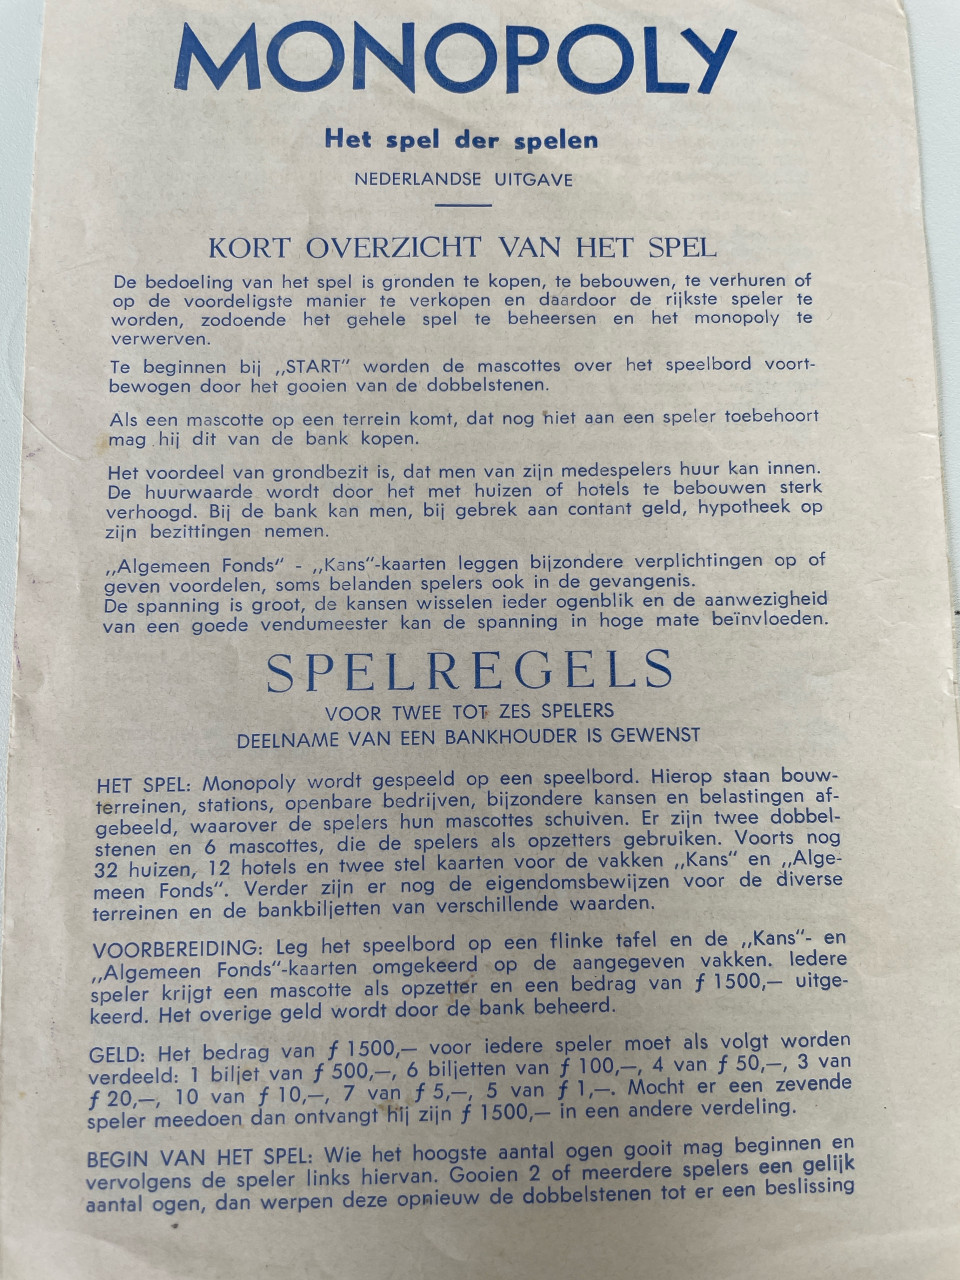 MONOPOLY
Het spel der spelen
NEDERLANDSE UITGAVE
KORT OVERZICHT VAN HET SPEL
De bedoeling van het spel is gronden te kopen, te bebouwen, te verhuren of
op de voordeligste manier te verkopen en daardoor de rijkste speler te
worden, zodoende het gehele spel te beheersen en het monopoly te
verwerven.
Te beginnen bij „START" worden de mascottes over het speelbord voort-
bewogen door het gooien van de dobbelstenen.
Als een mascotte op een terrein komt, dat nog niet aan een speler toebehoort
mag hij dit van de bank kopen.
Het voordeel van grondbezit is, dat men van zijn medespelers huur kan innen.
De huurwaarde wordt door het met huizen of hotels te bebouwen sterk
verhoogd. Bij de bank kan men, bij gebrek aan contant geld, hypotheek op
zijn bezittingen nemen.
„Algemeen Fonds" - „Kans"-kaarten leggen bijzondere verplichtingen op of
geven voordelen, soms belanden spelers ook in de gevangenis.
De spanning is groot, de kansen wisselen ieder ogenblik en de aanwezigheid
van een goede vendumeester kan de spanning in hoge mate beïnvloeden.
SPELREGELS
VOOR TWEE TOT ZES SPELERS
DEELNAME VAN EEN BANKHOUDER IS GEWENST
HET SPEL: Monopoly wordt gespeeld op een speelbord. Hierop staan bouw-
terreinen, stations, openbare bedrijven, bijzondere kansen en belastingen af-
gebeeld, waarover de spelers hun mascottes schuiven. Er zijn twee dobbel-
stenen en 6 mascottes, die de spelers als opzetters gebruiken. Voorts nog
32 huizen, 12 hotels en twee stel kaarten voor de vakken „Kans" en „Alge-
meen Fonds". Verder zijn er nog de eigendomsbewijzen voor de diverse
terreinen en de bankbiljetten van verschillende waarden.
VOORBEREIDING: Leg het speelbord op een flinke tafel en de „Kans"- en
„Algemeen Fonds"-kaarten omgekeerd op de aangegeven vakken. Iedere
speler krijgt een mascotte als opzetter en een bedrag van ƒ 1500,— uitge-
keerd. Het overige geld wordt door de bank beheerd.
GELD: Het bedrag van ƒ 1500,— voor iedere speler moet als volgt worden
verdeeld: 1 biljet van ƒ 500,—, 6 biljetten van ƒ 100,—, 4 van ƒ 50,—, 3 van
ƒ 20,—, 10 van ƒ 10,—, 7 van ƒ 5,—, 5 van ƒ 1,—. Mocht er een zevende
speler meedoen dan ontvangt hij zijn ƒ 1500,— in een andere verdeling.
BEGIN VAN HET SPEL: Wie het hoogste aantal ogen gooit mag beginnen en
vervolgens de speler links hiervan. Gooien 2 of meerdere spelers een gelijk
aantal ogen, dan werpen deze opnieuw de dobbelstenen tot er een beslissing